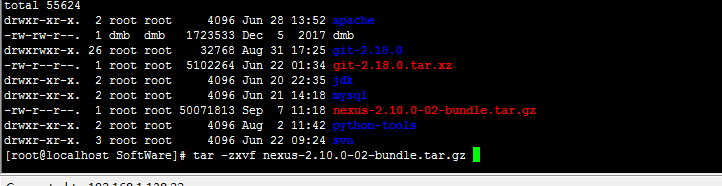 total 55624
drwxr-xr-x. 2 root root 4096 Jun 28 13:52 apache
-rw-rw-r--. 1 dmb dmb 1723533 Dec 5 2017 dmb
drwxrwxr-x. 26 root root 32768 Aug 31 17:25 git-2.18.0
-rw-r--r--. 1 root root 5102264 Jun 22 01:34 git-2.18.0.tar.xz
drwxr-xr-x. 2 root root 4096 Jun 20 22:35 jdk
drwxr-xr-x. 2 root root 4096 Jun 21 14:18 mysql
-rw-r--r--. 1 root root 50071813 Sep 7 11:18 nexus-2.10.0-02-bundle.tar.gz
drwxr-xr-x. 2 root root 4096 Aug 2 11:42 python-tools
drwxr-xr-x. 3 root root 4096 Jun 22 09:24 svn
[root@localhost SoftWare]# tar -zxvf nexus-2.10.0-02-bundle.tar.gz